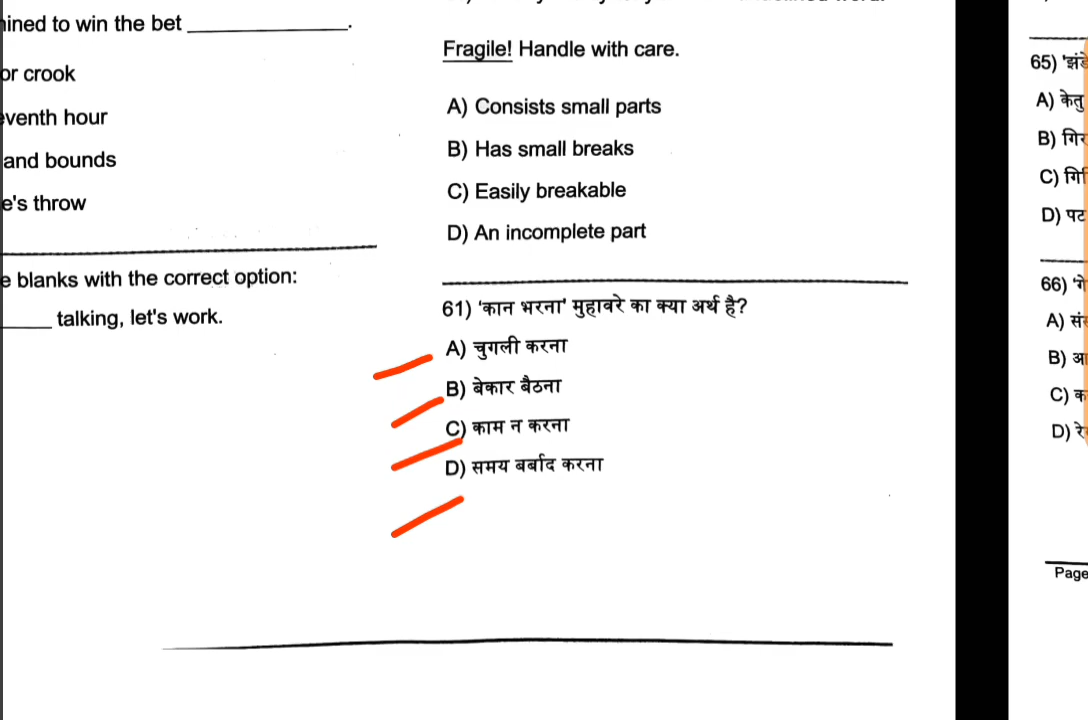 ined to win the bet ____________.
or crook
venth hour
and bounds
e's throw
blanks with the correct option:
____ talking, let's work.
Fragile! Handle with care.
A) Consists small parts
B) Has small breaks
C) Easily breakable
D) An incomplete part
61) 'कान भरना' मुहावरे का क्या अर्थ है?
A) चुगली करना
B) बेकार बैठना
C) काम न करना
D) समय बर्बाद करना
65)
A) केतु
B)
C)
D)
66)
A)
B)
C)
D)
Page